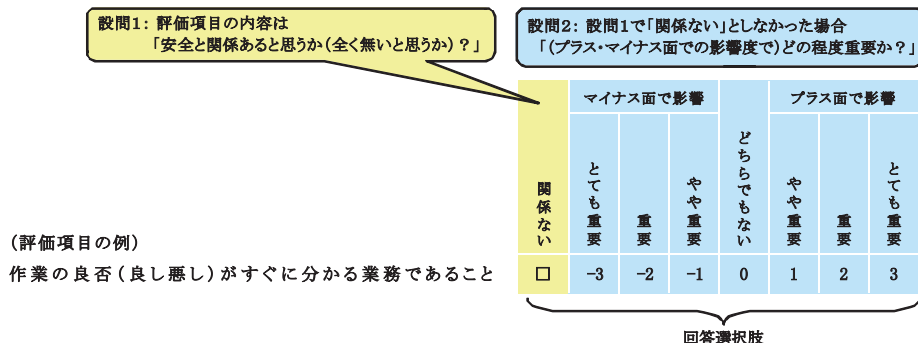 設問1: 評価項目の内容は
「安全と関係あると思うか(全く無いと思うか)?」
設問2: 設問1で「関係ない」としなかった場合
「(プラス・マイナス面での影響度で)どの程度重要か?」
マイナス面で影響
プラス面で影響
関係ない
とても重要
重要
やや重要
どちらでもない
やや重要
重要
とても重要
(評価項目の例)
作業の良否(良し悪し)がすぐに分かる業務であること
□ -3 -2 -1 0 1 2 3
回答選択肢